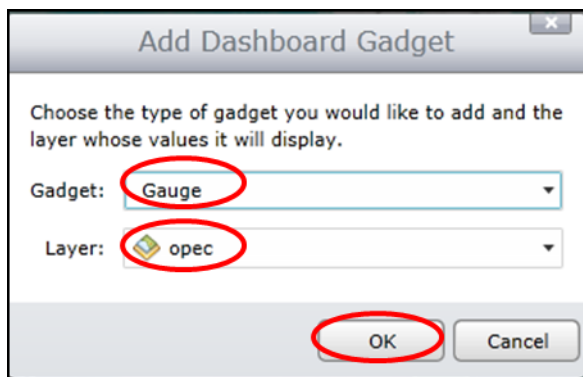 Add Dashboard Gadget
Choose the type of gadget you would like to add and the
layer whose values it will display.
Gadget: Gauge
Layer: opec
OK Cancel